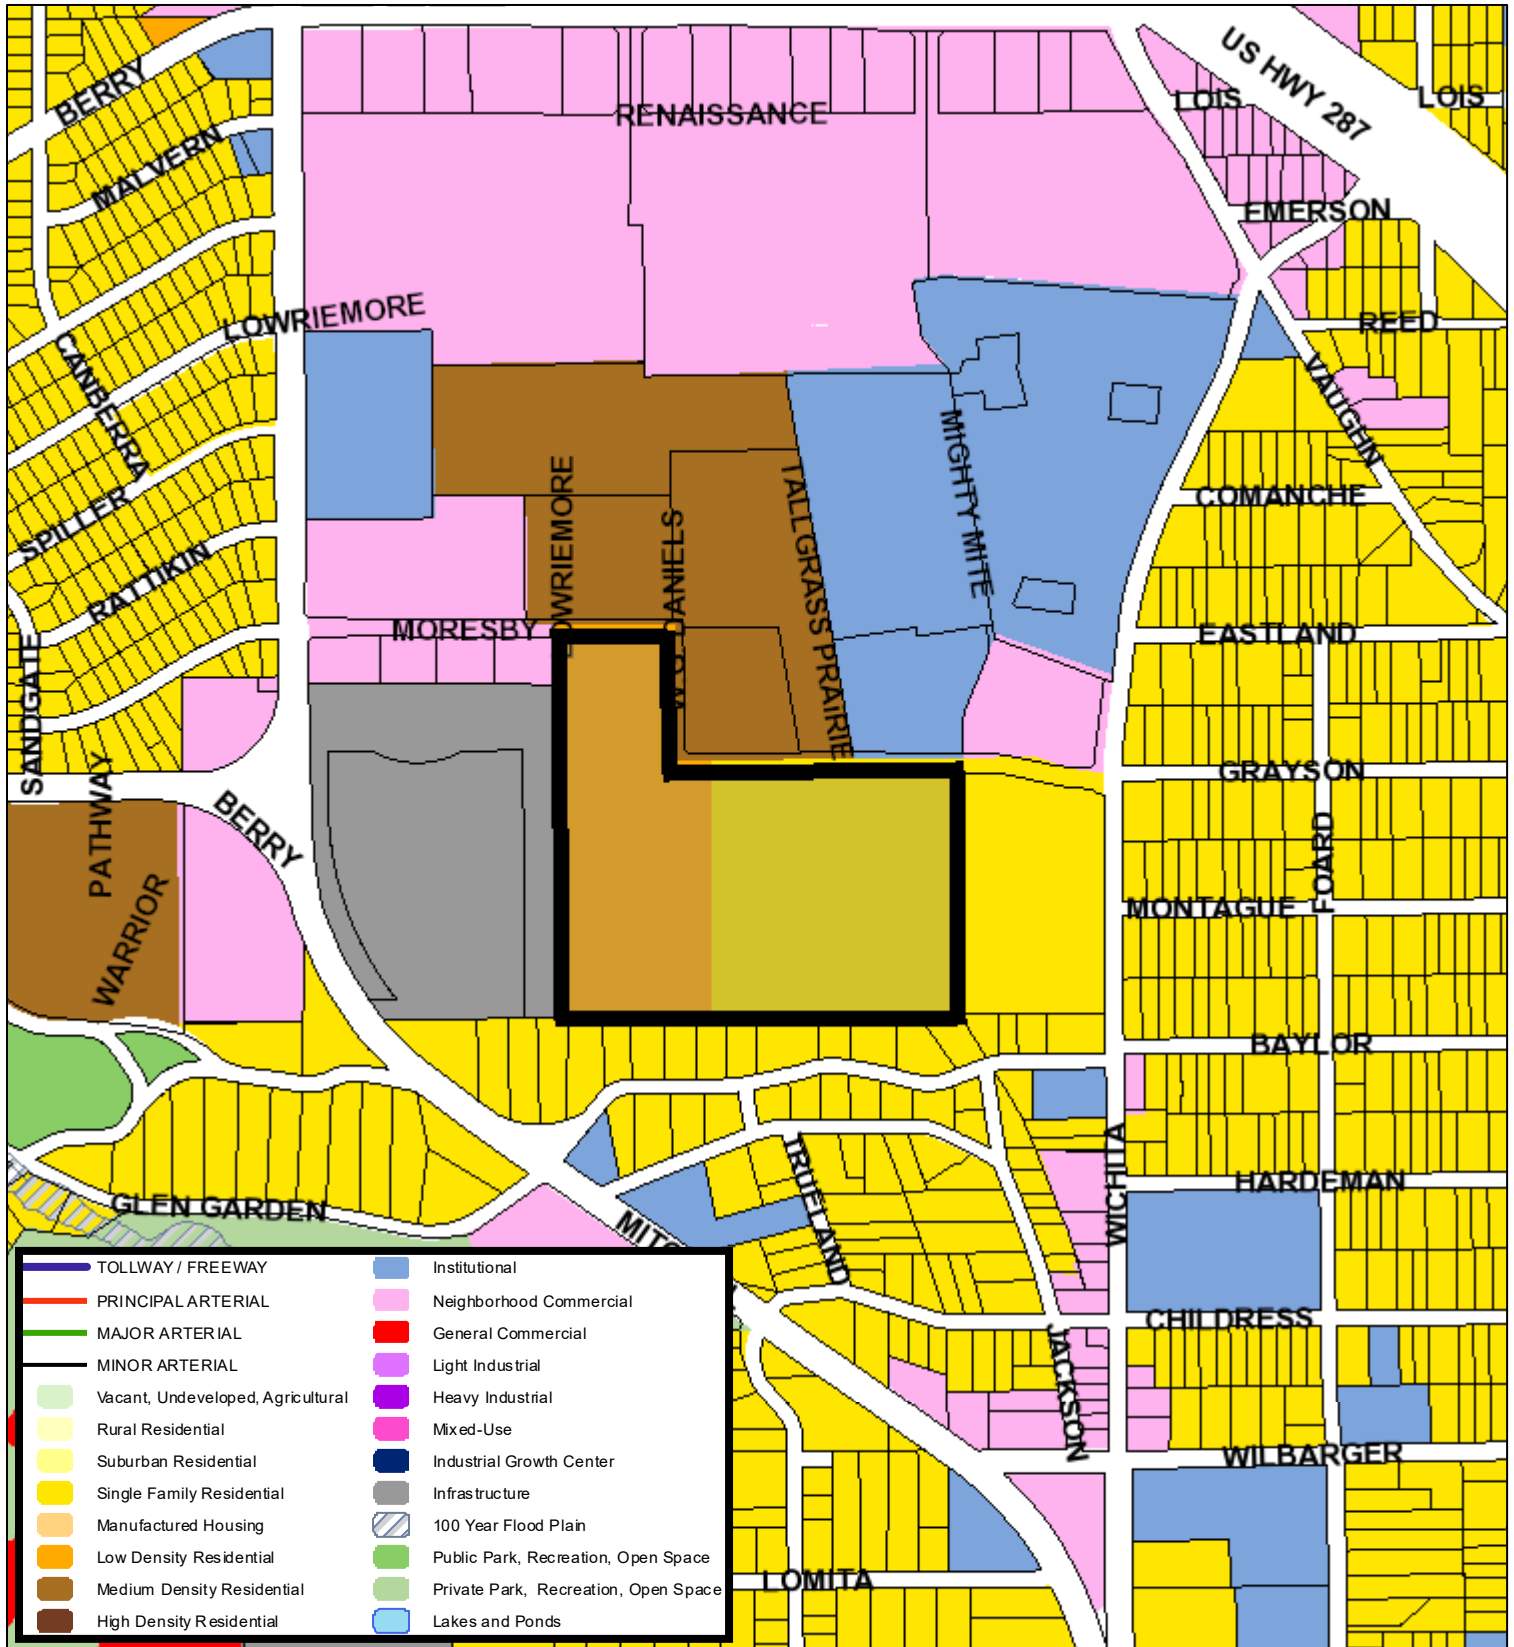 US HWY 287
BERRY
LOIS
LOIS
RENAISSANCE
MALVERN
EMERSON
LOWRIEMORE
REED
CANBERRA
VAUGHN
MIGHTY MITE
LOWRIEMORE
TALLGRASS PRAIRIE
COMANCHE
SPILLER
RATTIKIN
MORESBY
EASTLAND
SANDGATE
PATHWAY
GRAYSON
BERRY
FOARD
WARRIOR
MONTAGUE
BAYLOR
TRUELAND
WICHITA
HARDEMAN
GLEN GARDEN
CHILDRESS
JACKSON
WILBARGER
LOMITA
TOLLWAY / FREEWAY
PRINCIPAL ARTERIAL
MAJOR ARTERIAL
MINOR ARTERIAL
Vacant, Undeveloped, Agricultural
Rural Residential
Suburban Residential
Single Family Residential
Manufactured Housing
Low Density Residential
Medium Density Residential
High Density Residential
Institutional
Neighborhood Commercial
General Commercial
Light Industrial
Heavy Industrial
Mixed-Use
Industrial Growth Center
Infrastructure
100 Year Flood Plain
Public Park, Recreation, Open Space
Private Park, Recreation, Open Space
Lakes and Ponds